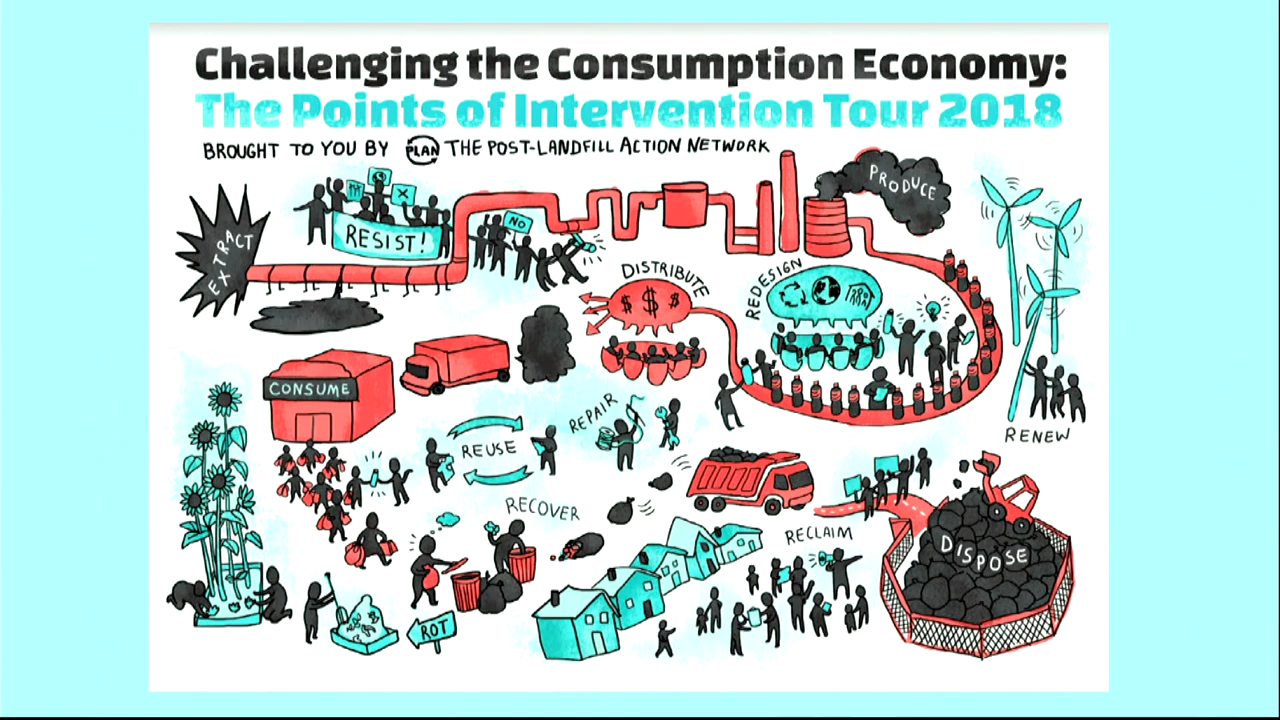 Challenging the Consumption Economy:
The Points of Intervention Tour 2018
BROUGHT TO YOU BY PLAN THE POST-LANDFILL ACTION NETWORK
PRODUCE
EXTRACT
RESIST!
NO
DISTRIBUTE
$ $ $
REDESIGN
CONSUME
REPAIR
REUSE
RENEW
RECOVER
RECLAIM
DISPOSE
ROT